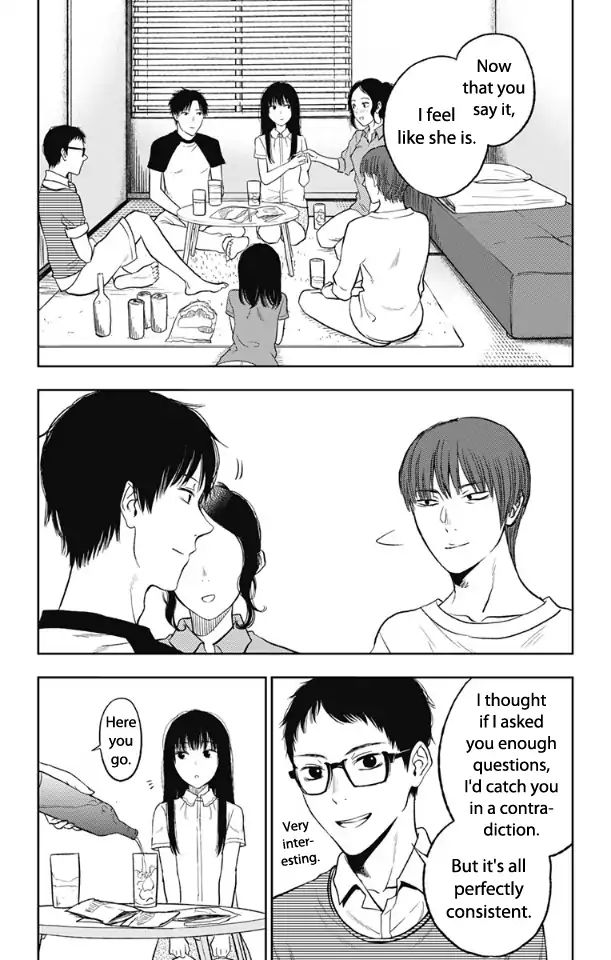 Now
that you
say it,
I feel
like she is.
Here
you
go.
I thought
if I asked
you enough
questions,
I'd catch you
in a contra-
diction.
Very
inter-
esting.
But it's all
perfectly
consistent.